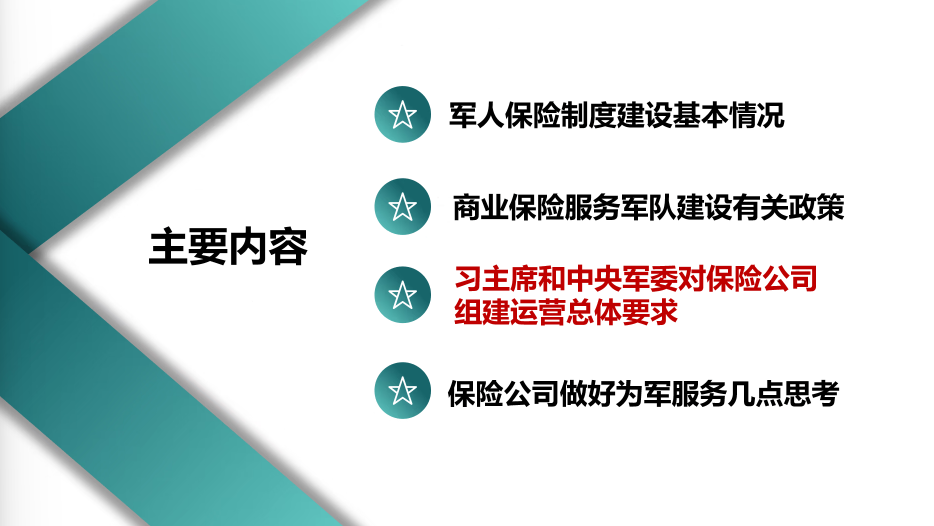 军人保险制度建设基本情况
商业保险服务军队建设有关政策
主要内容
习主席和中央军委对保险公司
组建运营总体要求
保险公司做好为军服务几点思考